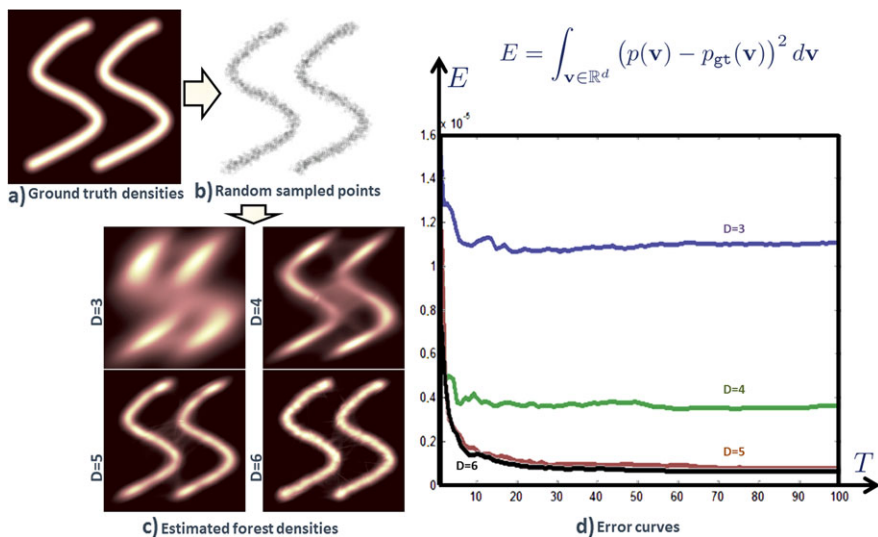 E = ∫_{v∈ℝ^d} (p(v) − p_gt(v))² dv
a) Ground truth densities
b) Random sampled points
D=3
D=4
D=5
D=6
c) Estimated forest densities
E
x 10^-5
1.6
1.4
1.2
1
0.8
0.6
0.4
0.2
0
D=3
D=4
D=5
D=6
10 20 30 40 50 60 70 80 90 100
T
d) Error curves